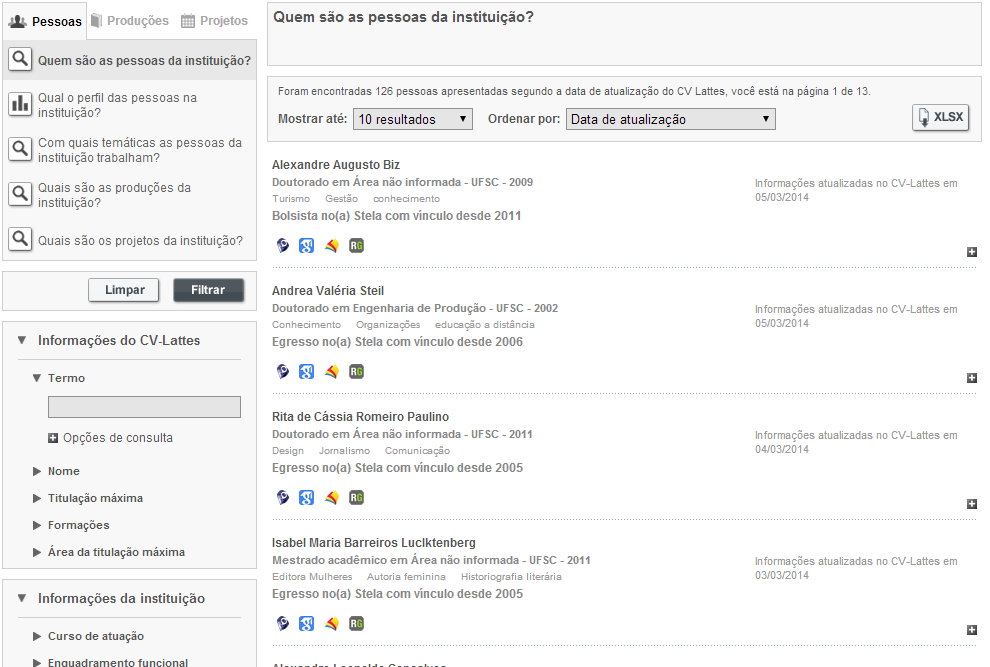 Pessoas Produções Projetos
Quem são as pessoas da instituição?
Qual o perfil das pessoas na
instituição?
Com quais temáticas as pessoas da
instituição trabalham?
Quais são as produções da
instituição?
Quais são os projetos da instituição?
Limpar Filtrar
Informações do CV-Lattes
Termo
Opções de consulta
Nome
Titulação máxima
Formações
Área da titulação máxima
Informações da instituição
Curso de atuação
Enquadramento funcional
Quem são as pessoas da instituição?
Foram encontradas 126 pessoas apresentadas segundo a data de atualização do CV Lattes, você está na página 1 de 13.
Mostrar até: 10 resultados Ordenar por: Data de atualização XLSX
Alexandre Augusto Biz
Doutorado em Área não informada - UFSC - 2009
Turismo Gestão conhecimento
Bolsista no(a) Stela com vínculo desde 2011
Informações atualizadas no CV-Lattes em
05/03/2014
RG
Andrea Valéria Steil
Doutorado em Engenharia de Produção - UFSC - 2002
Conhecimento Organizações educação a distância
Egresso no(a) Stela com vínculo desde 2006
Informações atualizadas no CV-Lattes em
05/03/2014
RG
Rita de Cássia Romeiro Paulino
Doutorado em Área não informada - UFSC - 2011
Design Jornalismo Comunicação
Egresso no(a) Stela com vínculo desde 2005
Informações atualizadas no CV-Lattes em
04/03/2014
RG
Isabel Maria Barreiros Luclktenberg
Mestrado acadêmico em Área não informada - UFSC - 2011
Editora Mulheres Autoria feminina Historiografia literária
Egresso no(a) Stela com vínculo desde 2005
Informações atualizadas no CV-Lattes em
03/03/2014
RG